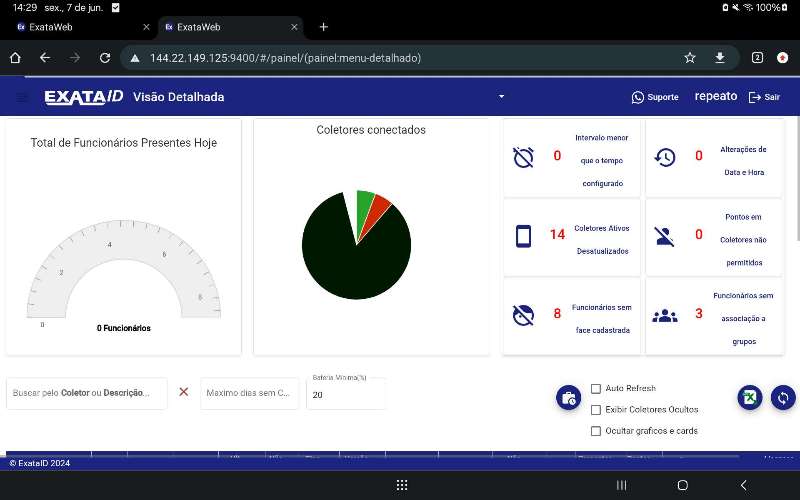 14:29 sex., 7 de jun.
100%
ExataWeb
ExataWeb
144.22.149.125:9400/#/painel/(painel:menu-detalhado)
2
EXATA/ID Visão Detalhada
Suporte
repeato
Sair
Total de Funcionários Presentes Hoje
0
2
4
6
8
0 Funcionários
Coletores conectados
0
Intervelo menor
que o tempo
configurado
0
Alterações de
Data e Hora
14
Coletores Ativos
Desatualizados
0
Pontos em
Coletores não
permitidos
8
Funcionários sem
face cadastrada
3
Funcionários sem
associação a
grupos
Buscar pelo Coletor ou Descrição...
Maximo dias sem C...
Bateria Mínima(%)
20
Auto Refresh
Exibir Coletores Ocultos
Ocultar graficos e cards
© ExataID 2024